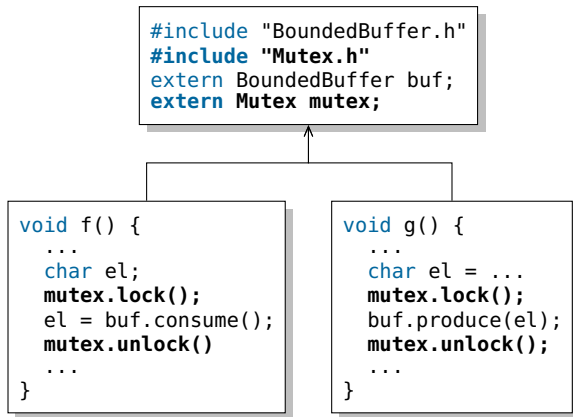 #include "BoundedBuffer.h"
#include "Mutex.h"
extern BoundedBuffer buf;
extern Mutex mutex;
void f() {
...
char el;
mutex.lock();
el = buf.consume();
mutex.unlock()
...
}
void g() {
...
char el = ...
mutex.lock();
buf.produce(el);
mutex.unlock();
...
}